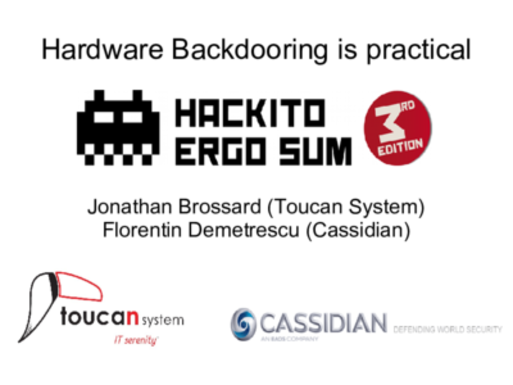 Hardware Backdooring is practical
HACKITO
ERGO SUM
3RD
EDITION
Jonathan Brossard (Toucan System)
Florentin Demetrescu (Cassidian)
toucan system
IT serenity
CASSIDIAN
AN EADS COMPANY
DEFENDING WORLD SECURITY